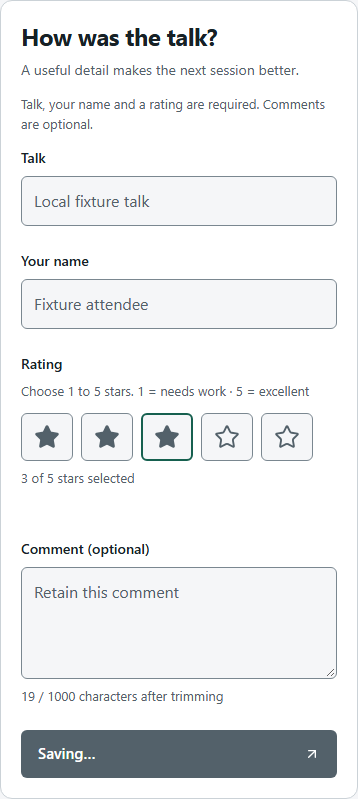 How was the talk?
A useful detail makes the next session better.
Talk, your name and a rating are required. Comments
are optional.
Talk
Local fixture talk
Your name
Fixture attendee
Rating
Choose 1 to 5 stars. 1 = needs work · 5 = excellent
3 of 5 stars selected
Comment (optional)
Retain this comment
19 / 1000 characters after trimming
Saving...